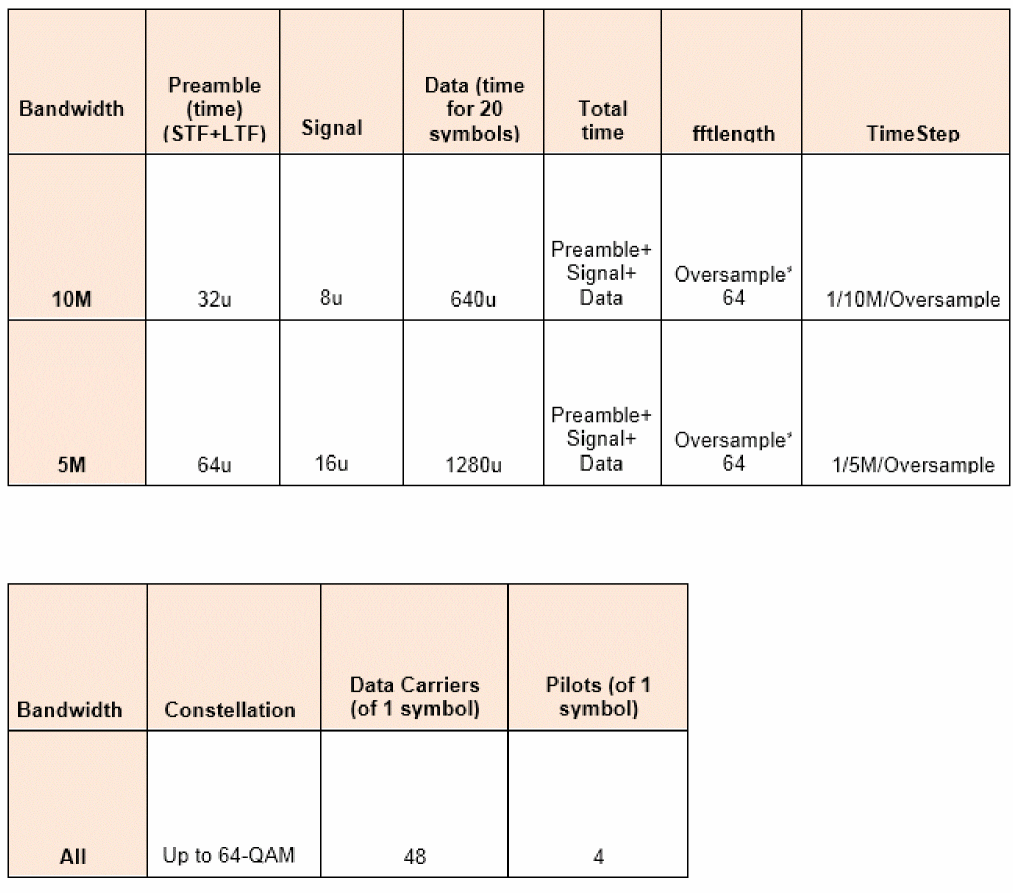 Bandwidth
Preamble
(time)
(STF+LTF)
Signal
Data (time
for 20
symbols)
Total
time
fftlength
TimeStep
10M
32u
8u
640u
Preamble+
Signal+
Data
Oversample*
64
1/10M/Oversample
5M
64u
16u
1280u
Preamble+
Signal+
Data
Oversample*
64
1/5M/Oversample
Bandwidth
Constellation
Data Carriers
(of 1 symbol)
Pilots (of 1
symbol)
All
Up to 64-QAM
48
4